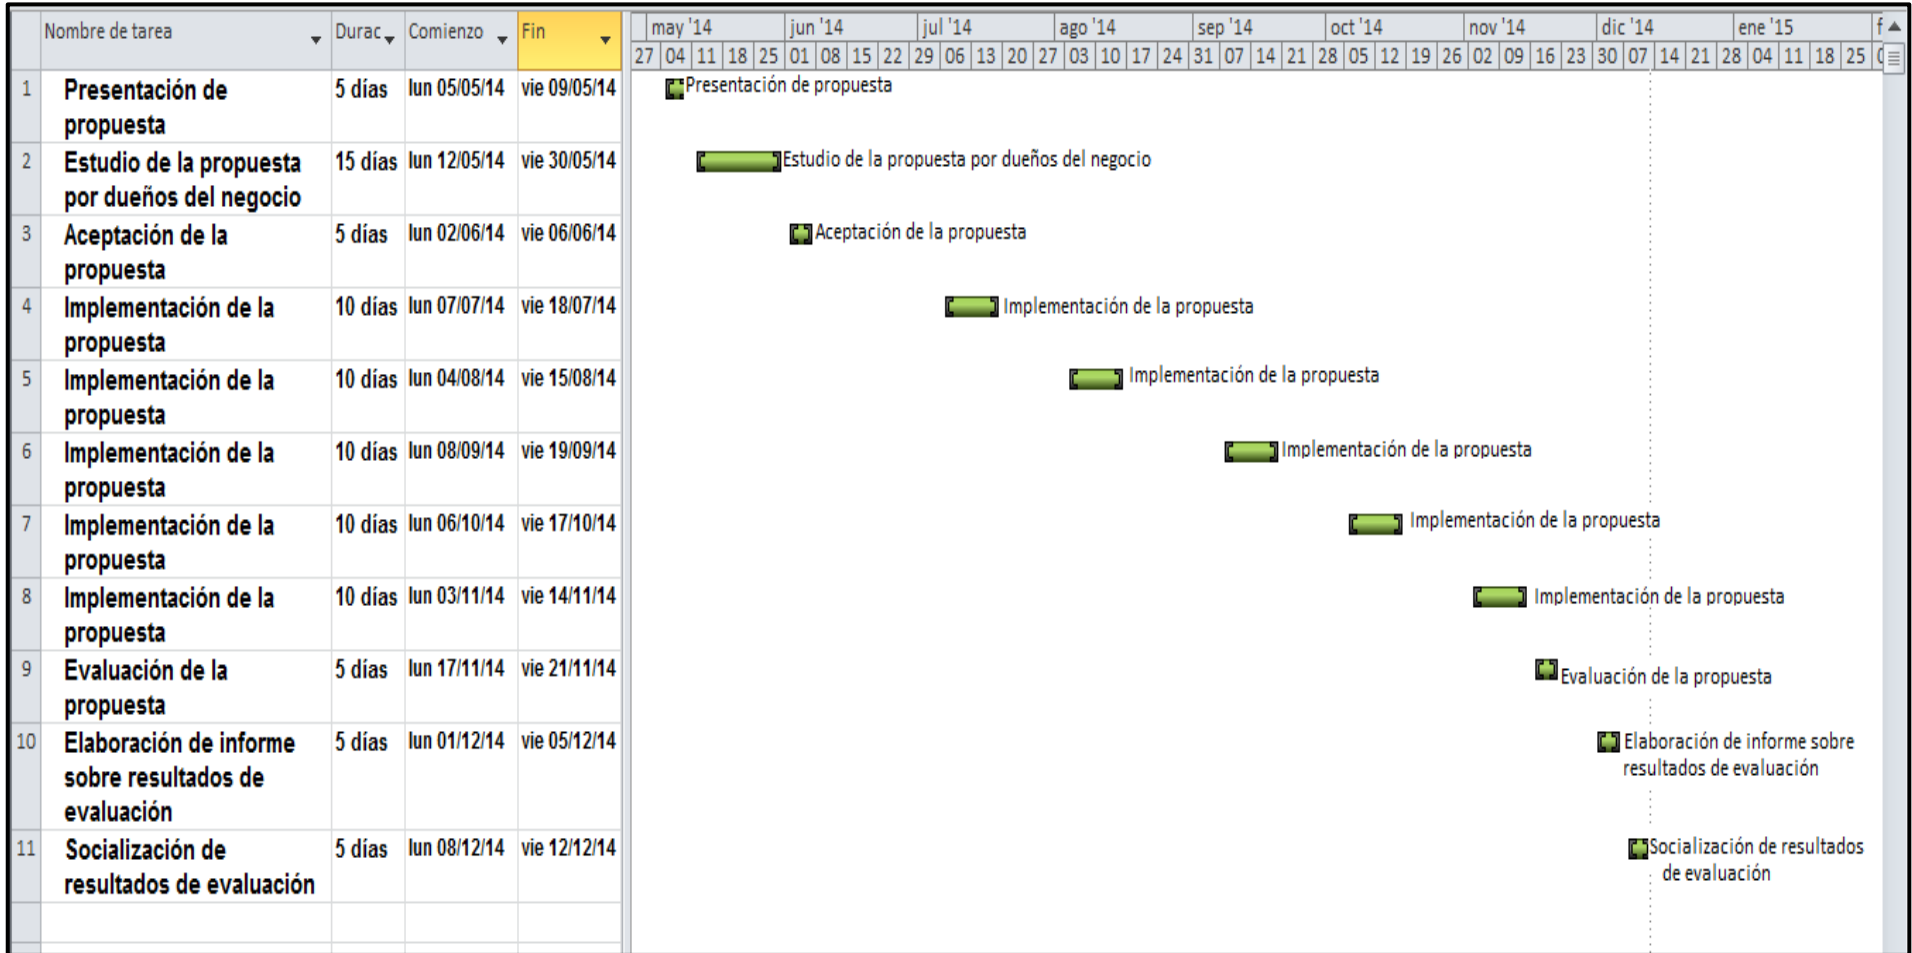 Nombre de tarea Durac Comienzo Fin may '14 jun '14 jul '14 ago '14 sep '14 oct '14 nov '14 dic '14 ene '15 f
27 04 11 18 25 01 08 15 22 29 06 13 20 27 03 10 17 24 31 07 14 21 28 05 12 19 26 02 09 16 23 30 07 14 21 28 04 11 18 25
1 Presentación de 5 días lun 05/05/14 vie 09/05/14 Presentación de propuesta
propuesta
2 Estudio de la propuesta 15 días lun 12/05/14 vie 30/05/14 Estudio de la propuesta por dueños del negocio
por dueños del negocio
3 Aceptación de la 5 días lun 02/06/14 vie 06/06/14 Aceptación de la propuesta
propuesta
4 Implementación de la 10 días lun 07/07/14 vie 18/07/14 Implementación de la propuesta
propuesta
5 Implementación de la 10 días lun 04/08/14 vie 15/08/14 Implementación de la propuesta
propuesta
6 Implementación de la 10 días lun 08/09/14 vie 19/09/14 Implementación de la propuesta
propuesta
7 Implementación de la 10 días lun 06/10/14 vie 17/10/14 Implementación de la propuesta
propuesta
8 Implementación de la 10 días lun 03/11/14 vie 14/11/14 Implementación de la propuesta
propuesta
9 Evaluación de la 5 días lun 17/11/14 vie 21/11/14 Evaluación de la propuesta
propuesta
10 Elaboración de informe 5 días lun 01/12/14 vie 05/12/14 Elaboración de informe sobre
sobre resultados de resultados de evaluación
evaluación
11 Socialización de 5 días lun 08/12/14 vie 12/12/14 Socialización de resultados
resultados de evaluación de evaluación